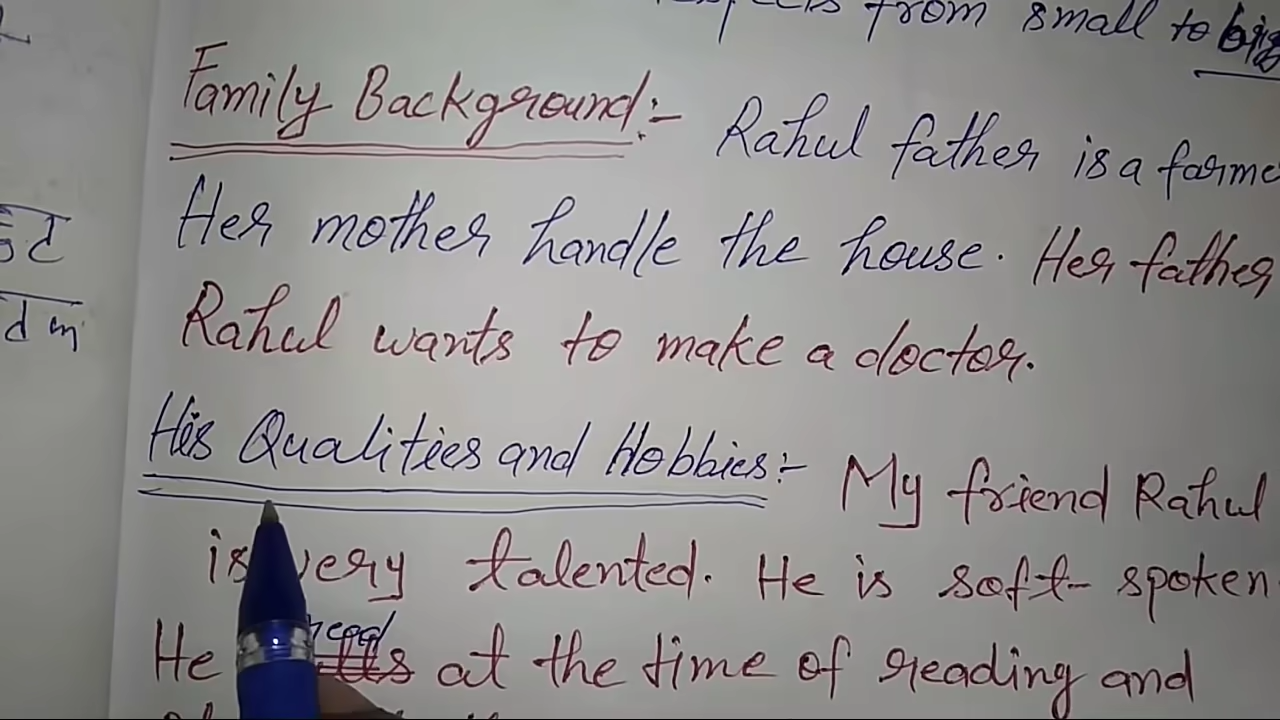 from small to big
Family Background:- Rahul father is a farme
Her mother handle the house. Her father
Rahul wants to make a doctor.
His Qualities and Hobbies:- My friend Rahul
is very talented. He is soft-spoken
He read at the time of reading and